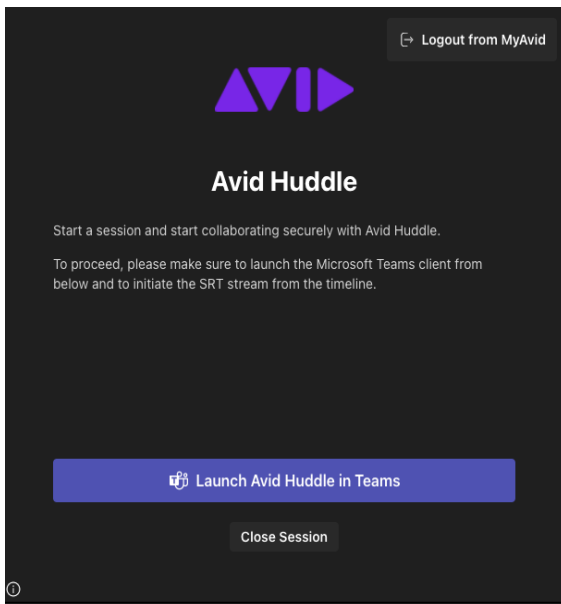 Logout from MyAvid
AVID
Avid Huddle
Start a session and start collaborating securely with Avid Huddle.
To proceed, please make sure to launch the Microsoft Teams client from
below and to initiate the SRT stream from the timeline.
Launch Avid Huddle in Teams
Close Session